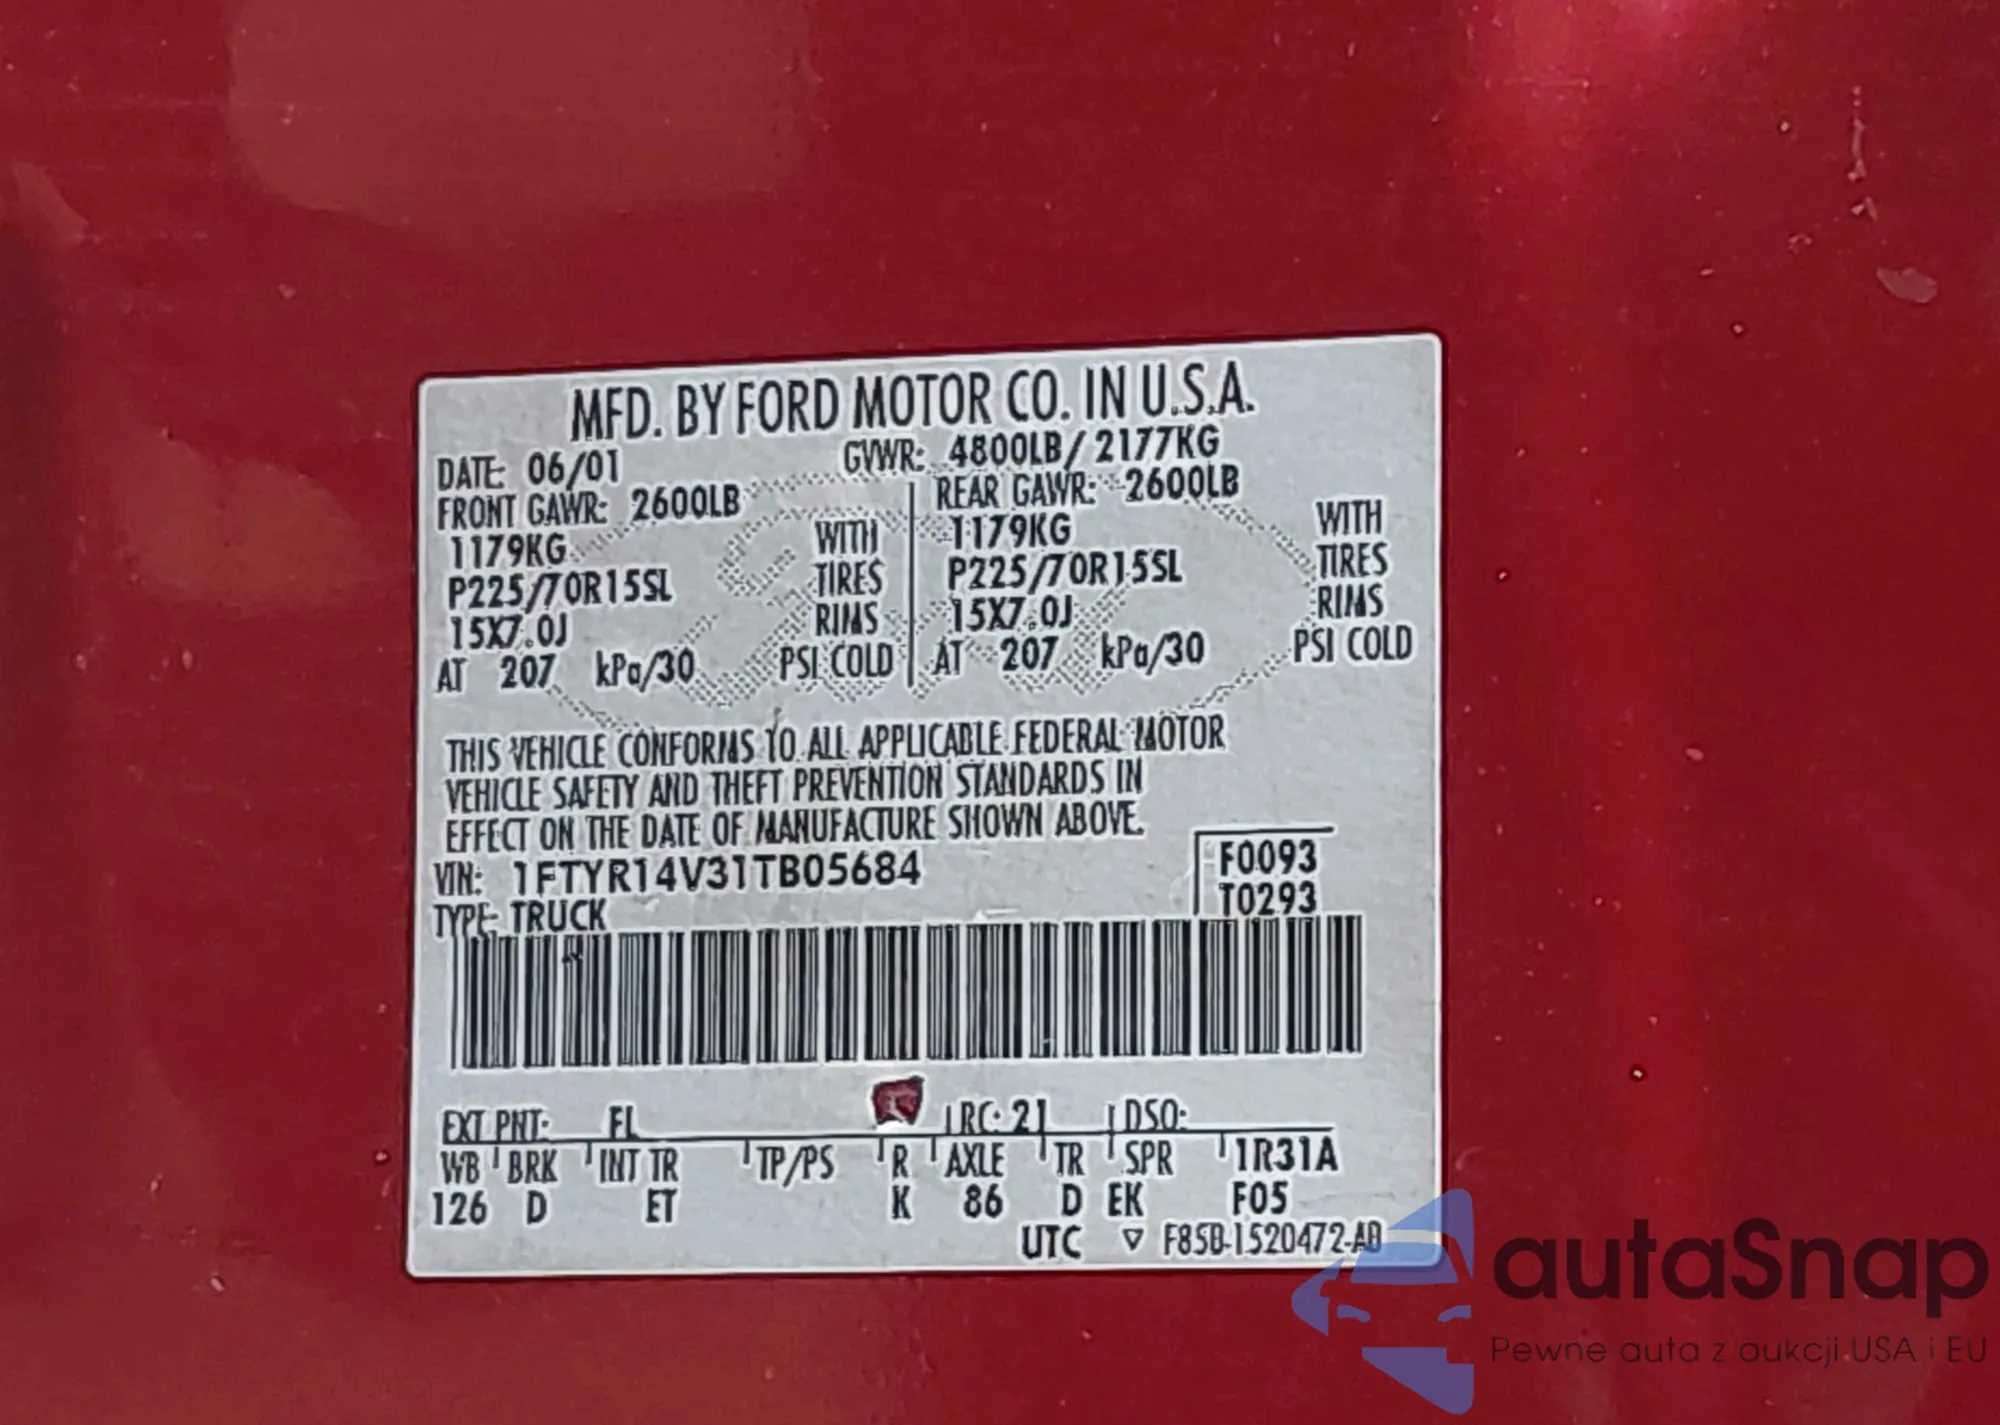 MFD. BY FORD MOTOR CO. IN U.S.A.
DATE: 06/01 GVWR: 4800LB / 2177KG
FRONT GAWR: 2600LB REAR GAWR: 2600LB
1179KG WITH 1179KG WITH
P225/70R15SL TIRES P225/70R15SL TIRES
15X7.0J RIMS 15X7.0J RIMS
AT 207 kPa/30 PSI COLD AT 207 kPa/30 PSI COLD
THIS VEHICLE CONFORMS TO ALL APPLICABLE FEDERAL MOTOR
VEHICLE SAFETY AND THEFT PREVENTION STANDARDS IN
EFFECT ON THE DATE OF MANUFACTURE SHOWN ABOVE.
VIN: 1FTYR14V31TB05684 F0093
TYPE: TRUCK T0293
EXT PNT: FL RC: 21 DSO:
WB BRK INT TR TP/PS R AXLE TR SPR 1R31A
126 D ET K 86 D EK F05
UTC ▽ F85B-1520472-AB
autaSnap
Pewne auta z aukcji USA i EU